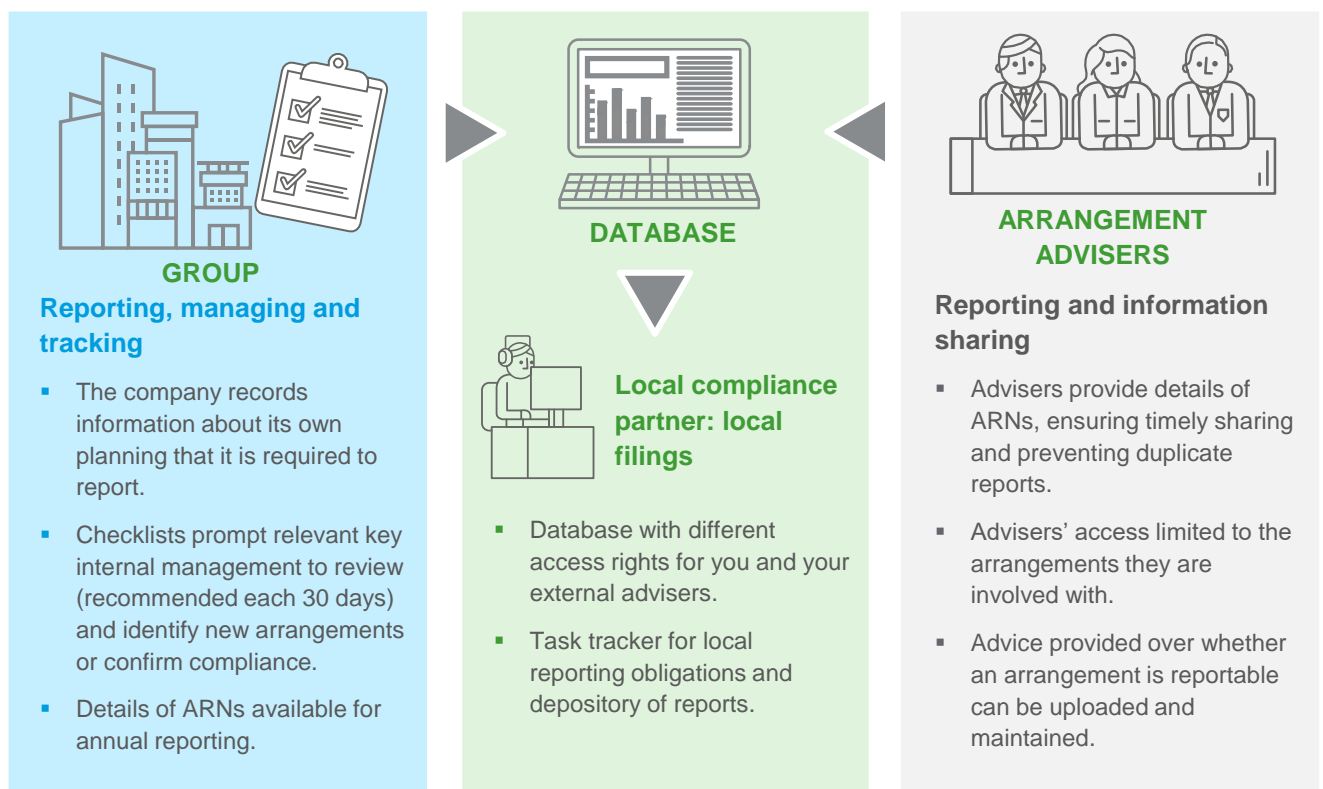 GROUP
Reporting, managing and
tracking
▪ The company records
information about its own
planning that it is required to
report.
▪ Checklists prompt relevant key
internal management to review
(recommended each 30 days)
and identify new arrangements
or confirm compliance.
▪ Details of ARNs available for
annual reporting.
DATABASE
Local compliance
partner: local
filings
▪ Database with different
access rights for you and your
external advisers.
▪ Task tracker for local
reporting obligations and
depository of reports.
ARRANGEMENT
ADVISERS
Reporting and information
sharing
▪ Advisers provide details of
ARNs, ensuring timely sharing
and preventing duplicate
reports.
▪ Advisers’ access limited to the
arrangements they are
involved with.
▪ Advice provided over whether
an arrangement is reportable
can be uploaded and
maintained.